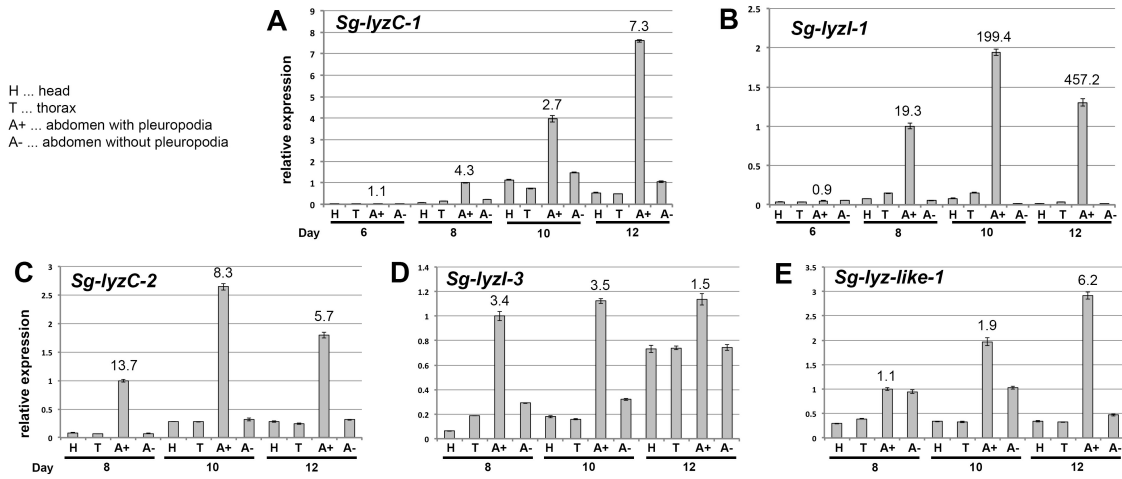 H ... head
T ... thorax
A+ ... abdomen with pleuropodia
A- ... abdomen without pleuropodia
A
Sg-lyzC-1
relative expression
9
8
7
6
5
4
3
2
1
0
1.1
4.3
2.7
7.3
H T A+ A- H T A+ A- H T A+ A- H T A+ A-
Day 6 8 10 12
B
Sg-lyzI-1
2.5
2
1.5
1
0.5
0
0.9
19.3
199.4
457.2
H T A+ A- H T A+ A- H T A+ A- H T A+ A-
6 8 10 12
C
Sg-lyzC-2
relative expression
3
2.5
2
1.5
1
0.5
0
13.7
8.3
5.7
H T A+ A- H T A+ A- H T A+ A-
Day 8 10 12
D
Sg-lyzI-3
1.4
1.2
1
0.8
0.6
0.4
0.2
0
3.4
3.5
1.5
H T A+ A- H T A+ A- H T A+ A-
8 10 12
E
Sg-lyz-like-1
3.5
3
2.5
2
1.5
1
0.5
0
1.1
1.9
6.2
H T A+ A- H T A+ A- H T A+ A-
8 10 12